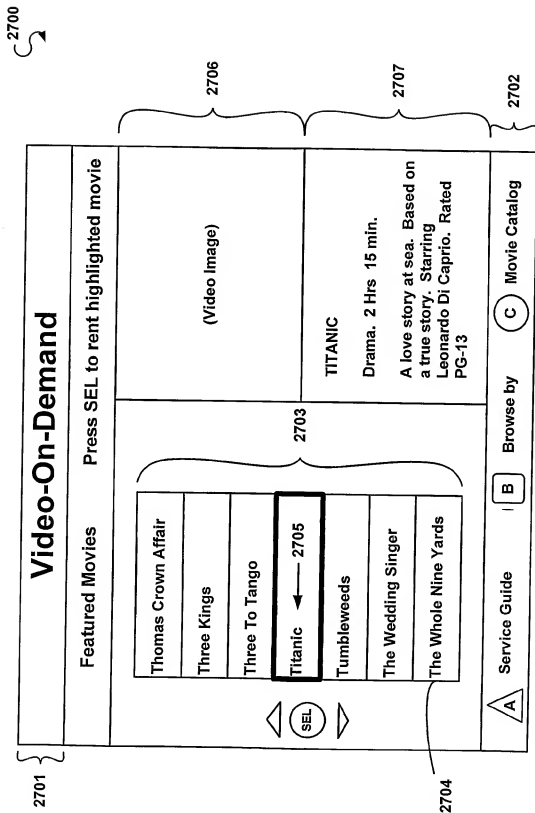 2700
Video-On-Demand
2701
Featured Movies
Press SEL to rent highlighted movie
Thomas Crown Affair
Three Kings
Three To Tango
Titanic
2705
Tumbleweeds
The Wedding Singer
The Whole Nine Yards
SEL
2703
2704
(Video Image)
2706
TITANIC
Drama. 2 Hrs 15 min.
A love story at sea. Based on
a true story. Starring
Leonardo Di Caprio. Rated
PG-13
2707
A Service Guide
B Browse by
C Movie Catalog
2702